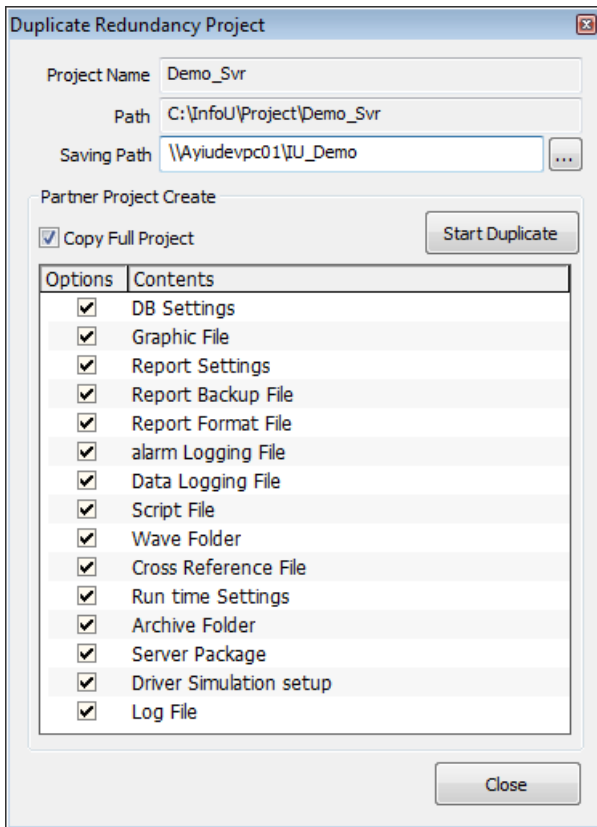 Duplicate Redundancy Project
Project Name Demo_Svr
Path C:\InfoU\Project\Demo_Svr
Saving Path \\Ayiudevpc01\IU_Demo ...
Partner Project Create
Copy Full Project Start Duplicate
Options Contents
DB Settings
Graphic File
Report Settings
Report Backup File
Report Format File
alarm Logging File
Data Logging File
Script File
Wave Folder
Cross Reference File
Run time Settings
Archive Folder
Server Package
Driver Simulation setup
Log File
Close